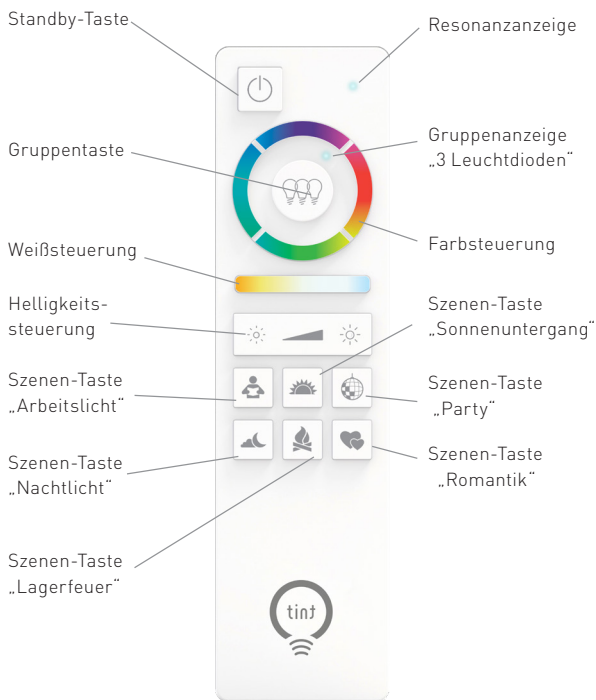 Standby-Taste
Resonanzanzeige
Gruppentaste
Gruppenanzeige
„3 Leuchtdioden“
Weißsteuerung
Farbsteuerung
Helligkeits-
steuerung
Szenen-Taste
„Sonnenuntergang“
Szenen-Taste
„Arbeitslicht“
Szenen-Taste
„Party“
Szenen-Taste
„Nachtlicht“
Szenen-Taste
„Romantik“
Szenen-Taste
„Lagerfeuer“
tint